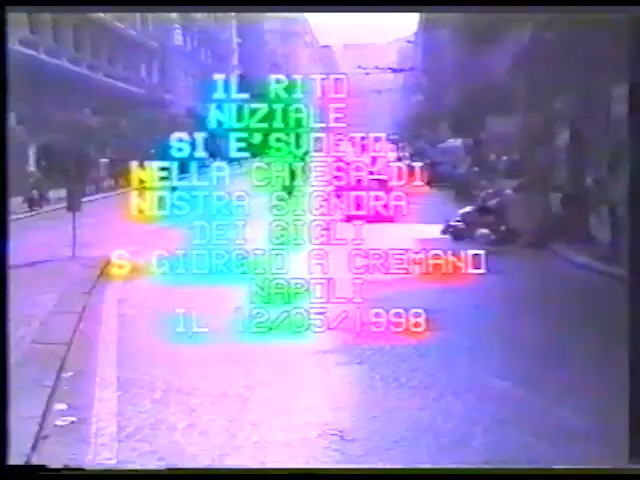 IL RITO
NUZIALE
SI E' SVOLTO
NELLA CHIESA DI
NOSTRA SIGNORA
DEI GIGLI
S.GIORGIO A CREMANO
NAPOLI
IL 12/05/1998